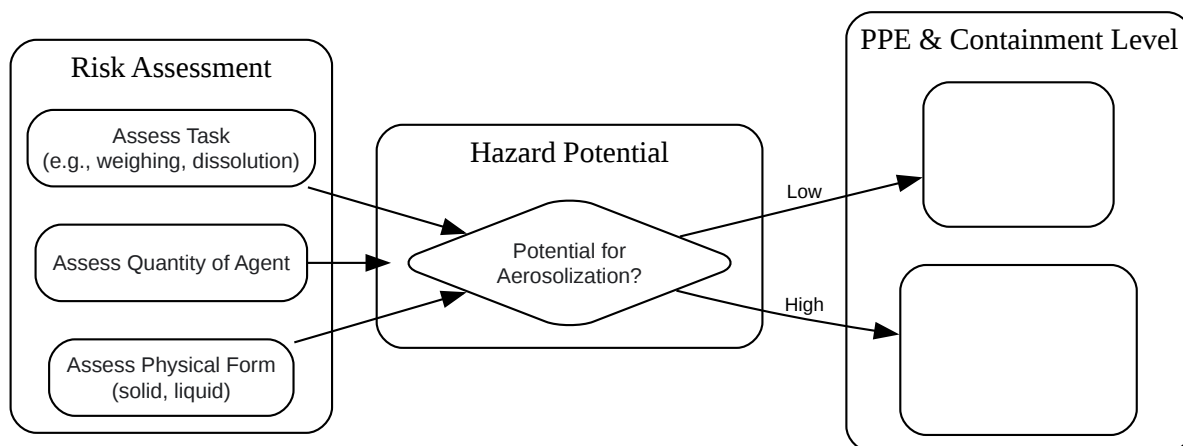 Risk Assessment
Assess Task
(e.g., weighing, dissolution)
Assess Quantity of Agent
Assess Physical Form
(solid, liquid)
Hazard Potential
Potential for
Aerosolization?
Low
High
PPE & Containment Level